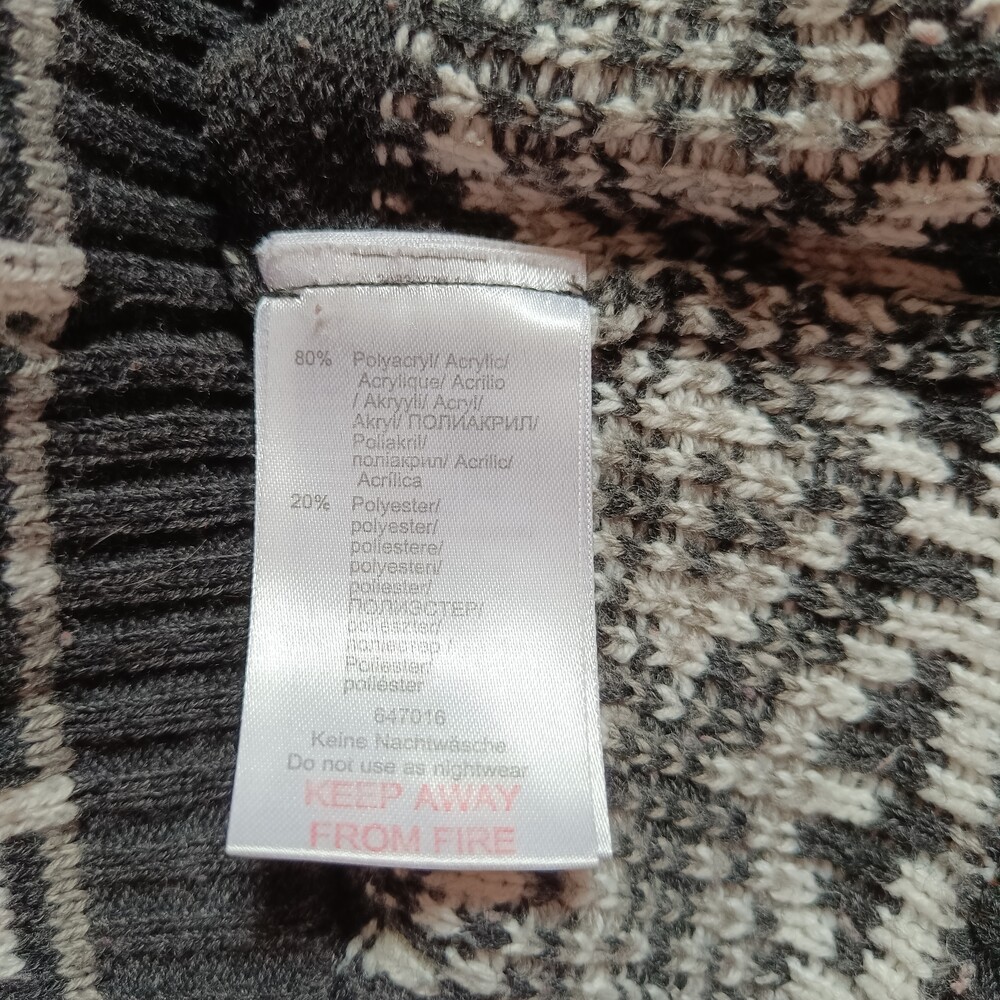 80% Polyacryl/ Acrylic/
Acrylique/ Acrilio
/ Akryyli/ Acryl/
Akryl/ ПОЛИАКРИЛ/
Poliakril/
поліакрил/ Acrilic/
Acrílica
20% Polyester/
polyester/
poliestere/
polyesteri/
poliester/
ПОЛИЭСТЕР/
poliészter/
поліестер /
Poliester/
poliéster
647016
Keine Nachtwäsche
Do not use as nightwear
KEEP AWAY
FROM FIRE